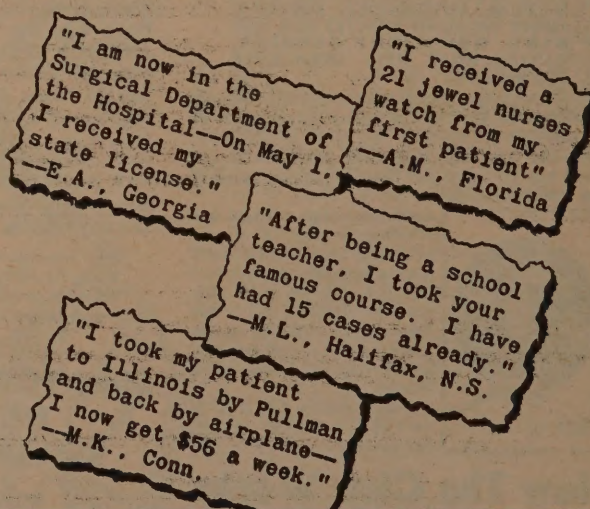 "I am now in the
Surgical Department of
the Hospital--On May 1,
I received my
state license."
--E.A., Georgia
"I received a
21 jewel nurses
watch from my
first patient"
--A.M., Florida
"After being a school
teacher, I took your
famous course. I have
had 15 cases already."
--M.L., Halifax, N.S.
"I took my patient
to Illinois by Pullman
and back by airplane--
I now get $56 a week."
--M.K., Conn.